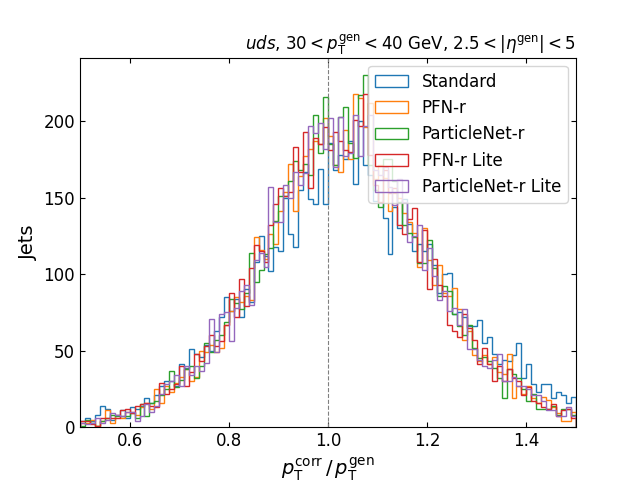 uds, 30 < p_T^gen < 40 GeV, 2.5 < |η^gen| < 5
Standard
PFN-r
ParticleNet-r
PFN-r Lite
ParticleNet-r Lite
Jets
200
150
100
50
0
0.6 0.8 1.0 1.2 1.4
p_T^corr / p_T^gen